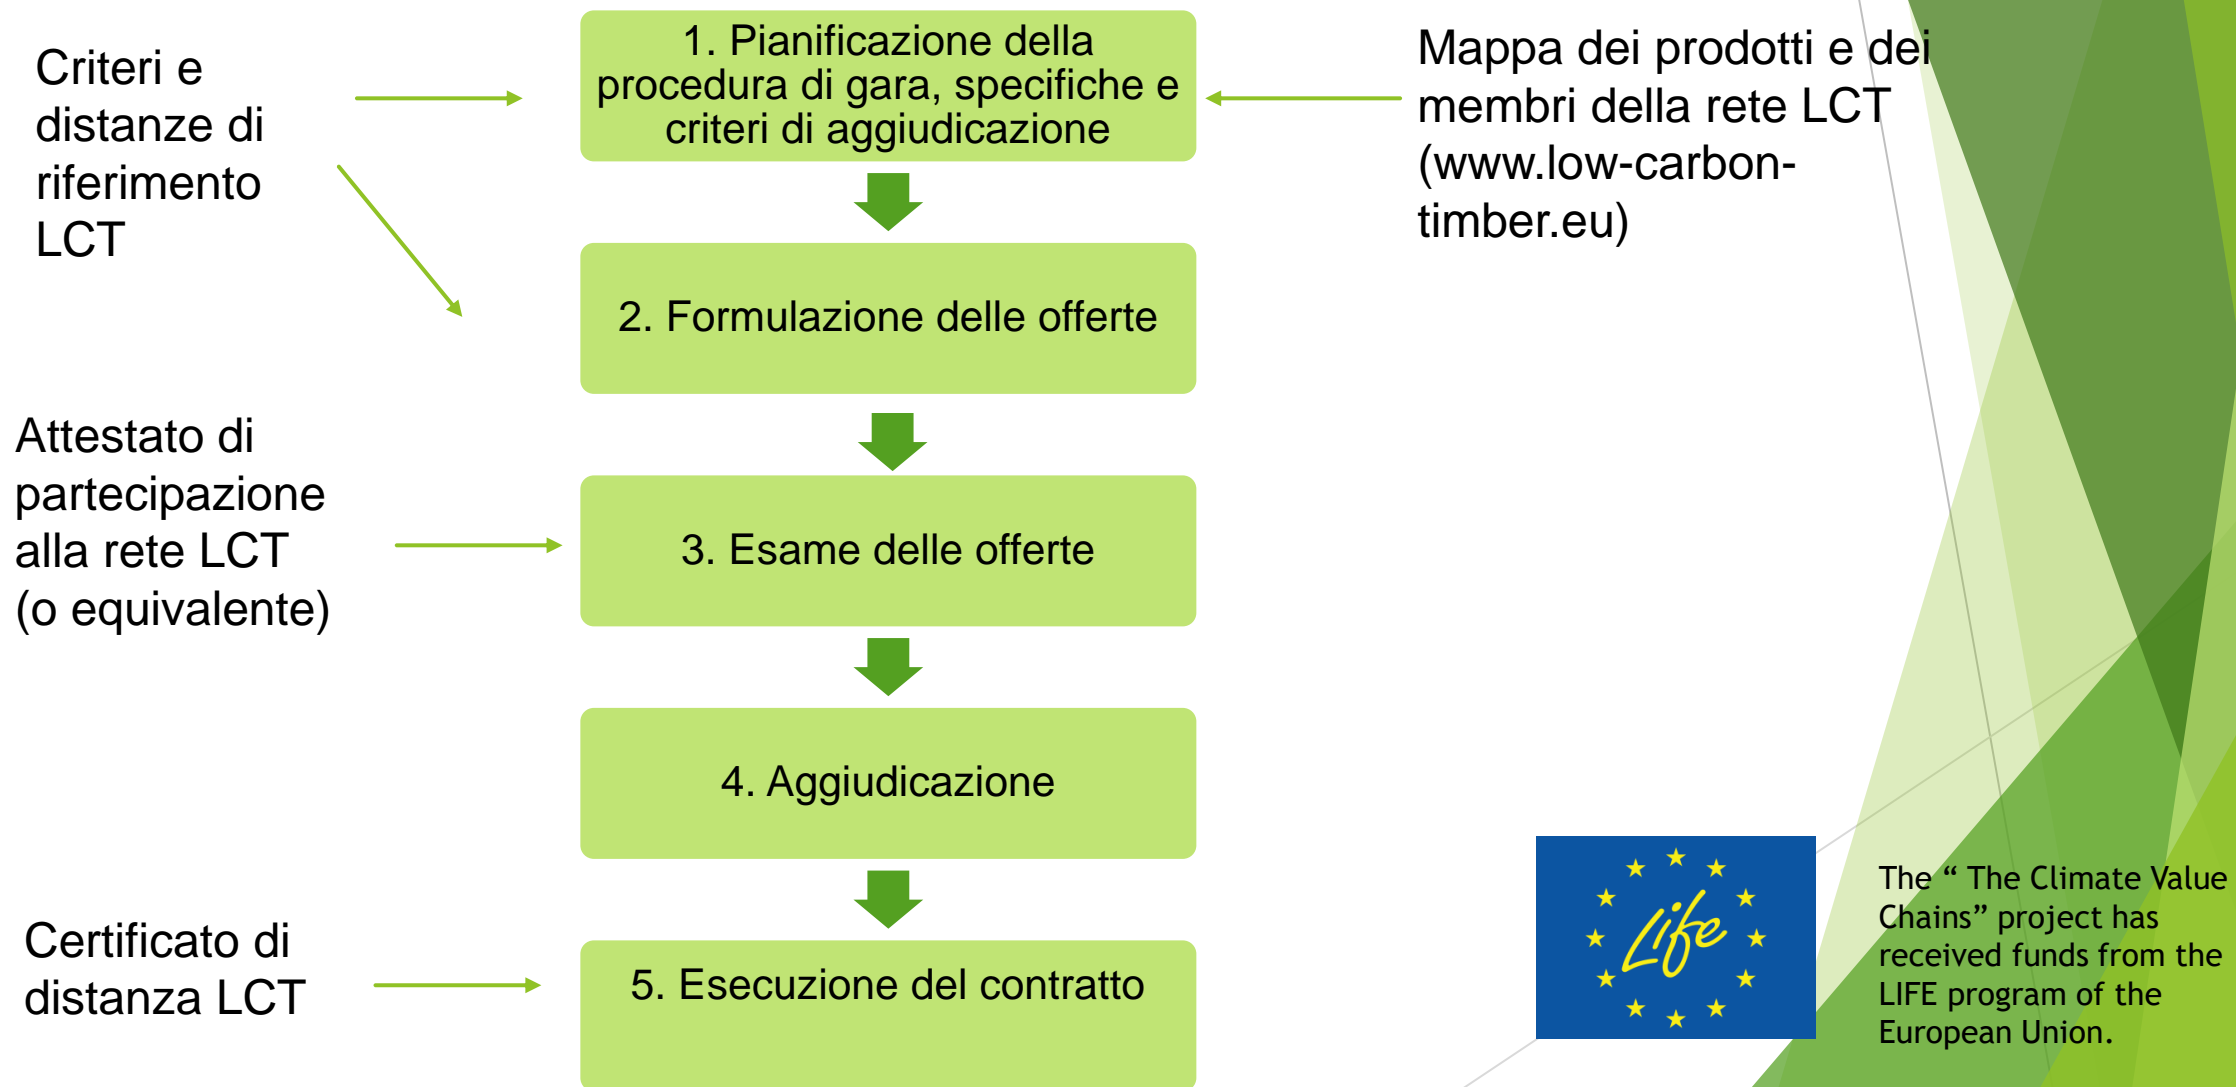 Criteri e
distanze di
riferimento
LCT
1. Pianificazione della
procedura di gara, specifiche e
criteri di aggiudicazione
Mappa dei prodotti e dei
membri della rete LCT
(www.low-carbon-
timber.eu)
2. Formulazione delle offerte
Attestato di
partecipazione
alla rete LCT
(o equivalente)
3. Esame delle offerte
4. Aggiudicazione
Certificato di
distanza LCT
5. Esecuzione del contratto
Life
The “ The Climate Value
Chains” project has
received funds from the
LIFE program of the
European Union.